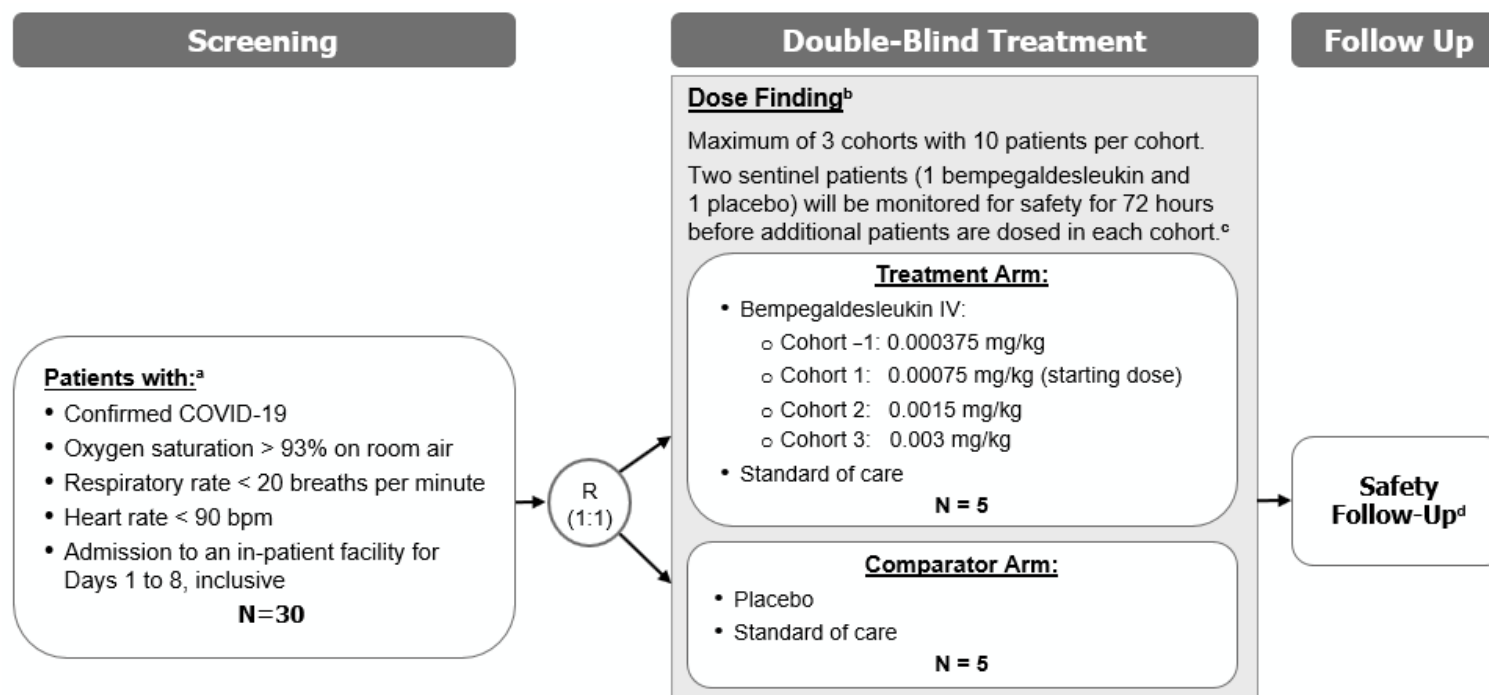 Screening
Double-Blind Treatment
Follow Up
Patients with:ᵃ
• Confirmed COVID-19
• Oxygen saturation > 93% on room air
• Respiratory rate < 20 breaths per minute
• Heart rate < 90 bpm
• Admission to an in-patient facility for
Days 1 to 8, inclusive
N=30
R
(1:1)
Dose Findingᵇ
Maximum of 3 cohorts with 10 patients per cohort.
Two sentinel patients (1 bempegaldesleukin and
1 placebo) will be monitored for safety for 72 hours
before additional patients are dosed in each cohort.ᶜ
Treatment Arm:
• Bempegaldesleukin IV:
o Cohort –1: 0.000375 mg/kg
o Cohort 1: 0.00075 mg/kg (starting dose)
o Cohort 2: 0.0015 mg/kg
o Cohort 3: 0.003 mg/kg
• Standard of care
N = 5
Comparator Arm:
• Placebo
• Standard of care
N = 5
Safety
Follow-Upᵈ